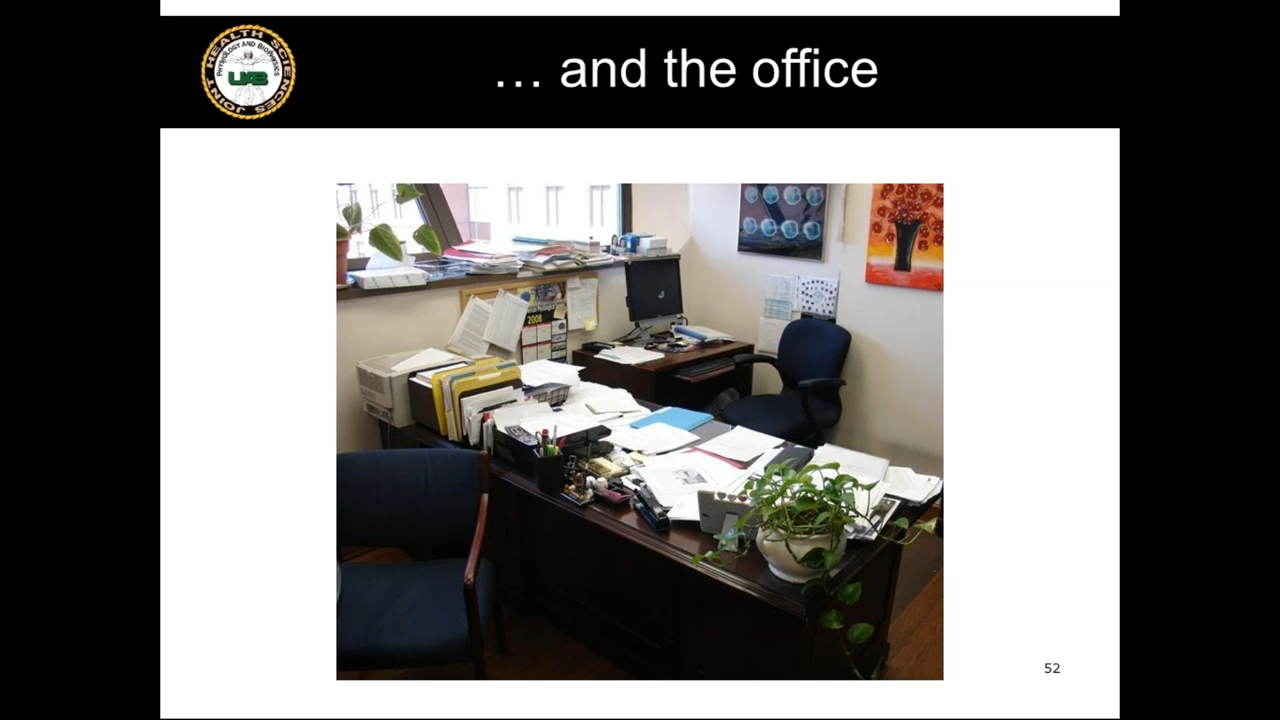 HEALTH SCIENCES
PHYSIOLOGY AND BIOPHYSICS
UAB
JOINT
… and the office
2008
52